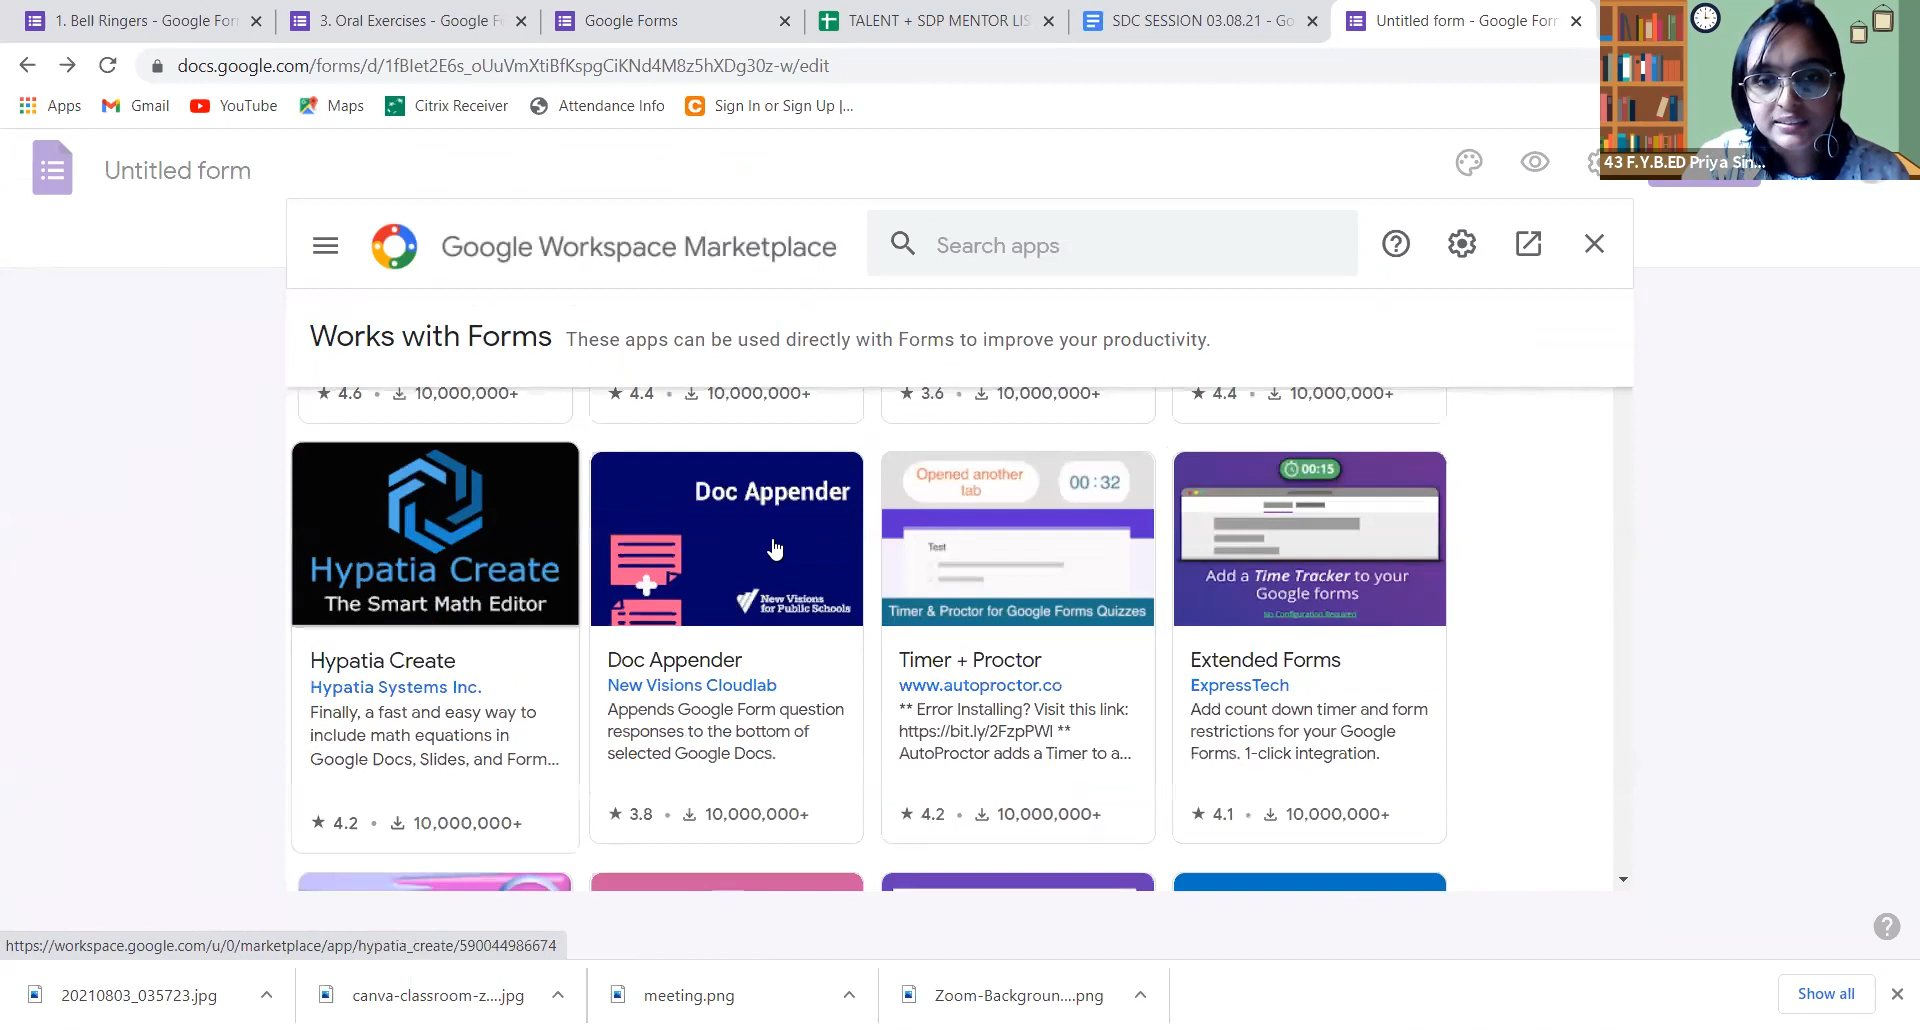 1. Bell Ringers - Google For
3. Oral Exercises - Google F
Google Forms
TALENT + SDP MENTOR LIS
SDC SESSION 03.08.21 - Go
Untitled form - Google For
docs.google.com/forms/d/1fBIet2E6s_oUuVmXtiBfKspgCiKNd4M8z5hXDg30z-w/edit
Apps
Gmail
YouTube
Maps
Citrix Receiver
Attendance Info
Sign In or Sign Up |...
43 F.Y.B.ED Priya Sin...
Untitled form
Google Workspace Marketplace
Search apps
Works with Forms
These apps can be used directly with Forms to improve your productivity.
4.6 • 10,000,000+
4.4 • 10,000,000+
3.6 • 10,000,000+
4.4 • 10,000,000+
Hypatia Create
The Smart Math Editor
Hypatia Create
Hypatia Systems Inc.
Finally, a fast and easy way to
include math equations in
Google Docs, Slides, and Form...
4.2 • 10,000,000+
Doc Appender
New Visions
for Public Schools
Doc Appender
New Visions Cloudlab
Appends Google Form question
responses to the bottom of
selected Google Docs.
3.8 • 10,000,000+
Opened another
tab
00:32
Test
Timer & Proctor for Google Forms Quizzes
Timer + Proctor
www.autoproctor.co
** Error Installing? Visit this link:
https://bit.ly/2FzpPWl **
AutoProctor adds a Timer to a...
4.2 • 10,000,000+
00:15
Add a Time Tracker to your
Google forms
No Configuration Required
Extended Forms
ExpressTech
Add count down timer and form
restrictions for your Google
Forms. 1-click integration.
4.1 • 10,000,000+
https://workspace.google.com/u/0/marketplace/app/hypatia_create/590044986674
20210803_035723.jpg
canva-classroom-z....jpg
meeting.png
Zoom-Backgroun....png
Show all